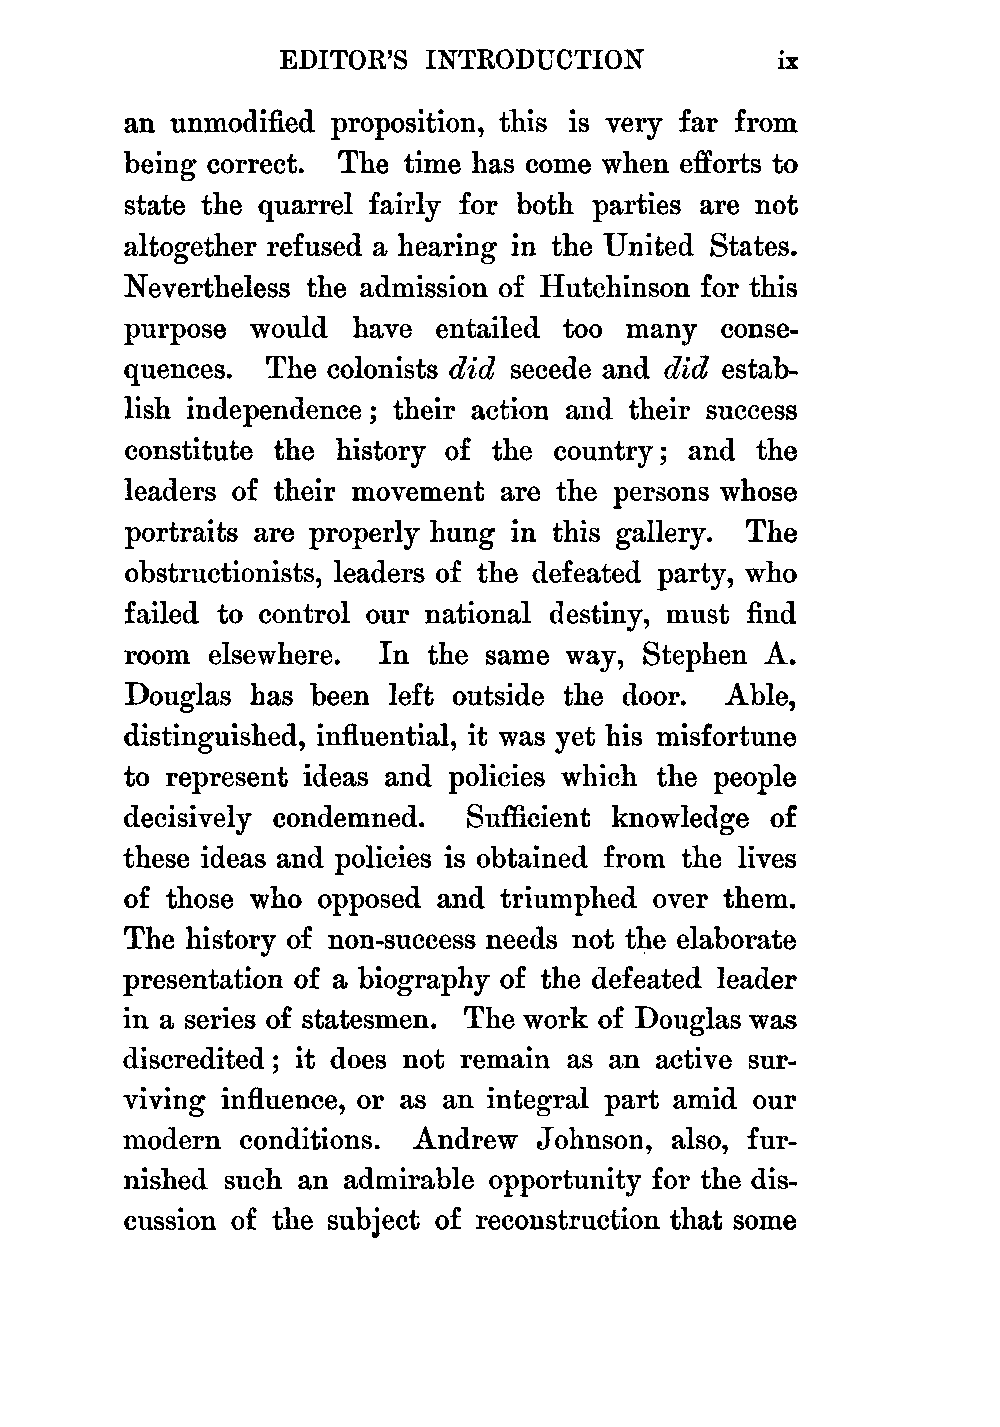 EDITOR'S INTRODUCTION ix
an unmodified proposition, this is very far from
being correct. The time has come when efforts to
state the quarrel fairly for both parties are not
altogether refused a hearing in the United States.
Nevertheless the admission of Hutchinson for this
purpose would have entailed too many conse-
quences. The colonists did secede and did estab-
lish independence; their action and their success
constitute the history of the country; and the
leaders of their movement are the persons whose
portraits are properly hung in this gallery. The
obstructionists, leaders of the defeated party, who
failed to control our national destiny, must find
room elsewhere. In the same way, Stephen A.
Douglas has been left outside the door. Able,
distinguished, influential, it was yet his misfortune
to represent ideas and policies which the people
decisively condemned. Sufficient knowledge of
these ideas and policies is obtained from the lives
of those who opposed and triumphed over them.
The history of non-success needs not the elaborate
presentation of a biography of the defeated leader
in a series of statesmen. The work of Douglas was
discredited; it does not remain as an active sur-
viving influence, or as an integral part amid our
modern conditions. Andrew Johnson, also, fur-
nished such an admirable opportunity for the dis-
cussion of the subject of reconstruction that some